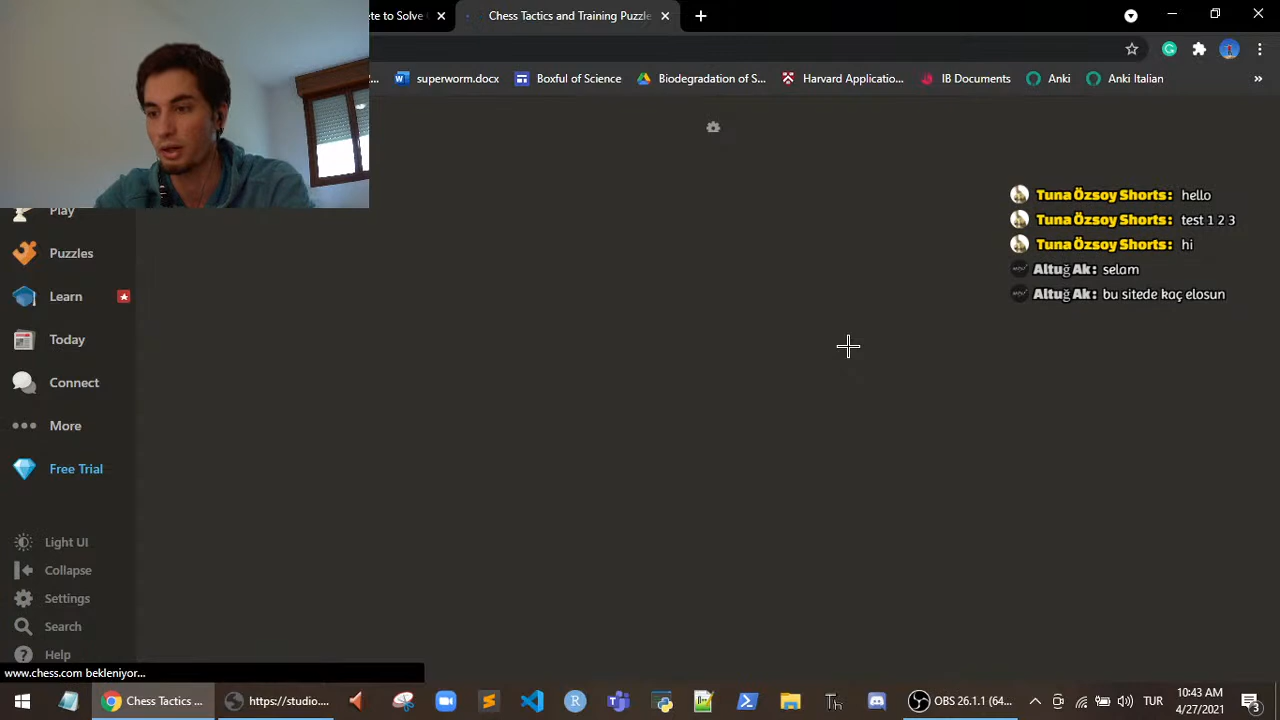 ete to Solve
Chess Tactics and Training Puzzle
superworm.docx
Boxful of Science
Biodegradation of S...
Harvard Applicatio...
IB Documents
Anki
Anki Italian
»
Tuna Özsoy Shorts: hello
Tuna Özsoy Shorts: test 1 2 3
Tuna Özsoy Shorts: hi
Altuğ Ak: selam
Altuğ Ak: bu sitede kaç elosun
Play
Puzzles
Learn
Today
Connect
More
Free Trial
Light UI
Collapse
Settings
Search
Help
www.chess.com bekleniyor...
Chess Tactics ...
https://studio....
OBS 26.1.1 (64...
TUR
10:43 AM
4/27/2021
3